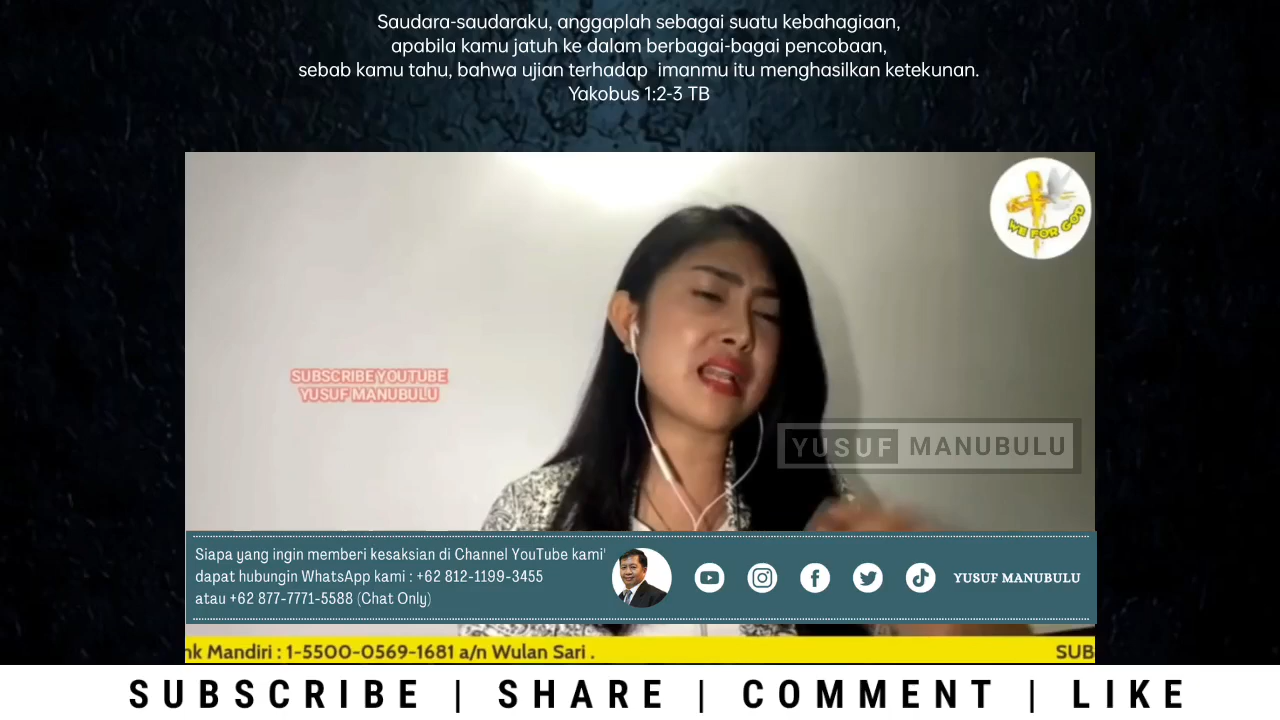 Saudara-saudaraku, anggaplah sebagai suatu kebahagiaan,
apabila kamu jatuh ke dalam berbagai-bagai pencobaan,
sebab kamu tahu, bahwa ujian terhadap  imanmu itu menghasilkan ketekunan.
Yakobus 1:2-3 TB
WE FOR GOD
SUBSCRIBE YOUTUBE
YUSUF MANUBULU
YUSUF MANUBULU
Siapa yang ingin memberi kesaksian di Channel YouTube kami'
dapat hubungin WhatsApp kami : +62 812-1199-3455
atau +62 877-7771-5588 (Chat Only)
YUSUF MANUBULU
nk Mandiri : 1-5500-0569-1681 a/n Wulan Sari .
SUB
SUBSCRIBE | SHARE | COMMENT | LIKE